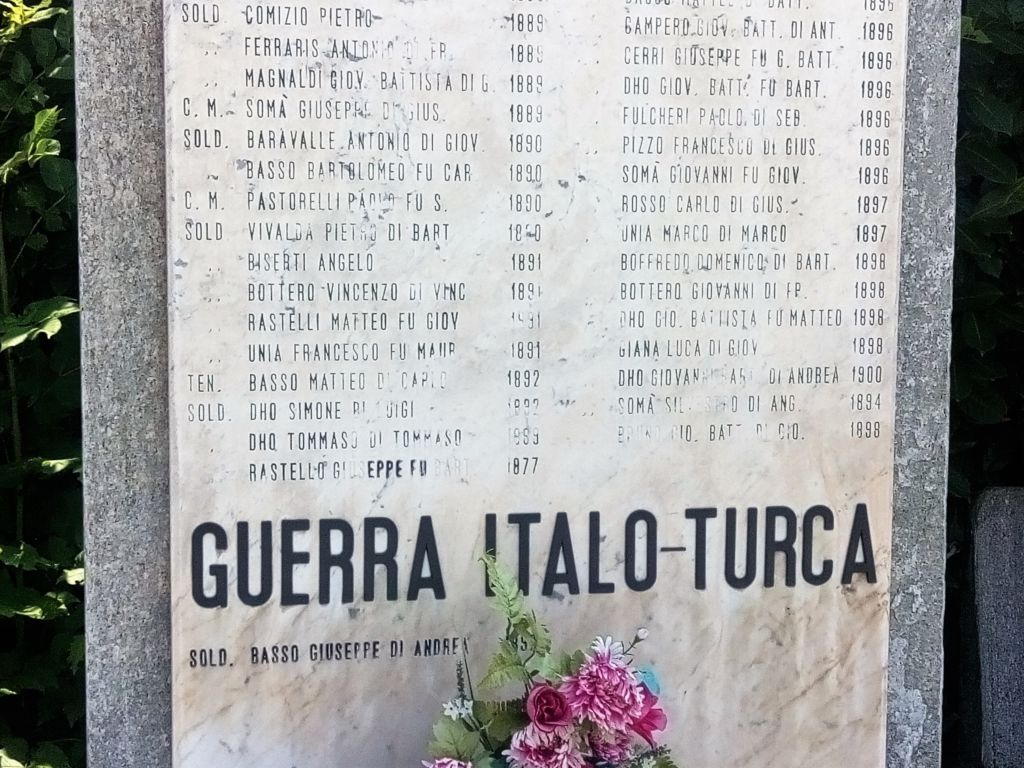 SOLD. COMIZIO PIETRO 1889
,, FERRARIS ANTONIO DI FR. 1889
,, MAGNALDI GIOV. BATTISTA DI G. 1889
C. M. SOMÀ GIUSEPPE DI GIUS. 1889
SOLD. BARAVALLE ANTONIO DI GIOV. 1890
,, BASSO BARTOLOMEO FU CAR 1890
C. M. PASTORELLI PAOLO FU S. 1890
SOLD VIVALDA PIETRO DI BART
,, BISERTI ANGELO 1891
,, BOTTERO VINCENZO DI VINC 1891
,, RASTELLI MATTEO FU GIOV 1891
,, UNIA FRANCESCO FU MAUR 1891
TEN. BASSO MATTEO DI CARLO 1892
SOLD. DHO SIMONE DI LUIGI 1892
DHO TOMMASO DI TOMMASO
RASTELLO GIUSEPPE FU BART 1877
1896
CAMPERO GIOV. BATT. DI ANT. 1896
CERRI GIUSEPPE FU G. BATT. 1896
DHO GIOV. BATT. FU BART. 1896
FULCHERI PAOLO DI SEB. 1896
,, PIZZO FRANCESCO DI GIUS. 1896
SOMÀ GIOVANNI FU GIOV. 1896
ROSSO CARLO DI GIUS. 1897
UNIA MARCO DI MARCO 1897
BOFFREDO DOMENICO DI BART. 1898
BOTTERO GIOVANNI DI FR. 1898
DHO GIO. BATTISTA FU MATTEO 1898
GIANA LUCA DI GIOV 1898
DHO GIOVANNI BATT. DI ANDREA 1900
,, SOMÀ SILVESTRO DI ANG. 1894
BRUNO GIO. BATT. DI GIO. 1898
GUERRA ITALO-TURCA
SOLD. BASSO GIUSEPPE DI ANDREA